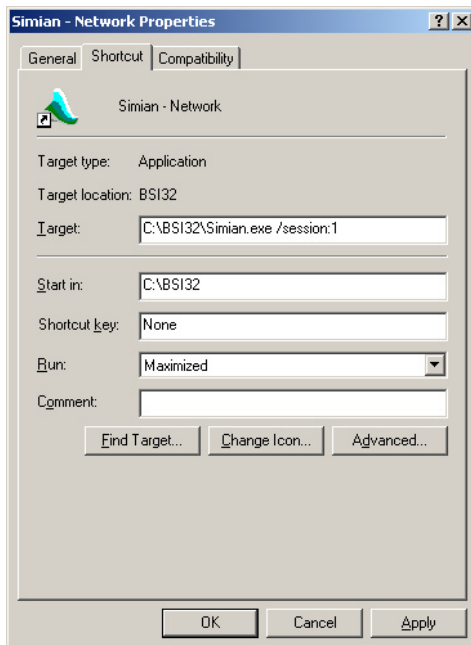 Simian - Network Properties
General Shortcut Compatibility
Simian - Network
Target type: Application
Target location: BSI32
Target: C:\BSI32\Simian.exe /session:1
Start in: C:\BSI32
Shortcut key: None
Run: Maximized
Comment:
Find Target... Change Icon... Advanced...
OK Cancel Apply